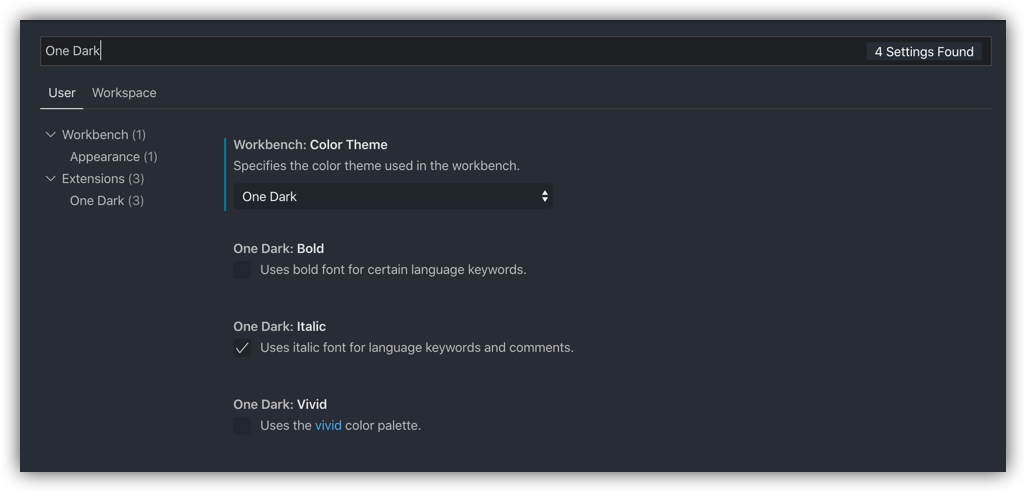 One Dark
4 Settings Found
User
Workspace
Workbench (1)
Appearance (1)
Extensions (3)
One Dark (3)
Workbench: Color Theme
Specifies the color theme used in the workbench.
One Dark
One Dark: Bold
Uses bold font for certain language keywords.
One Dark: Italic
Uses italic font for language keywords and comments.
One Dark: Vivid
Uses the vivid color palette.